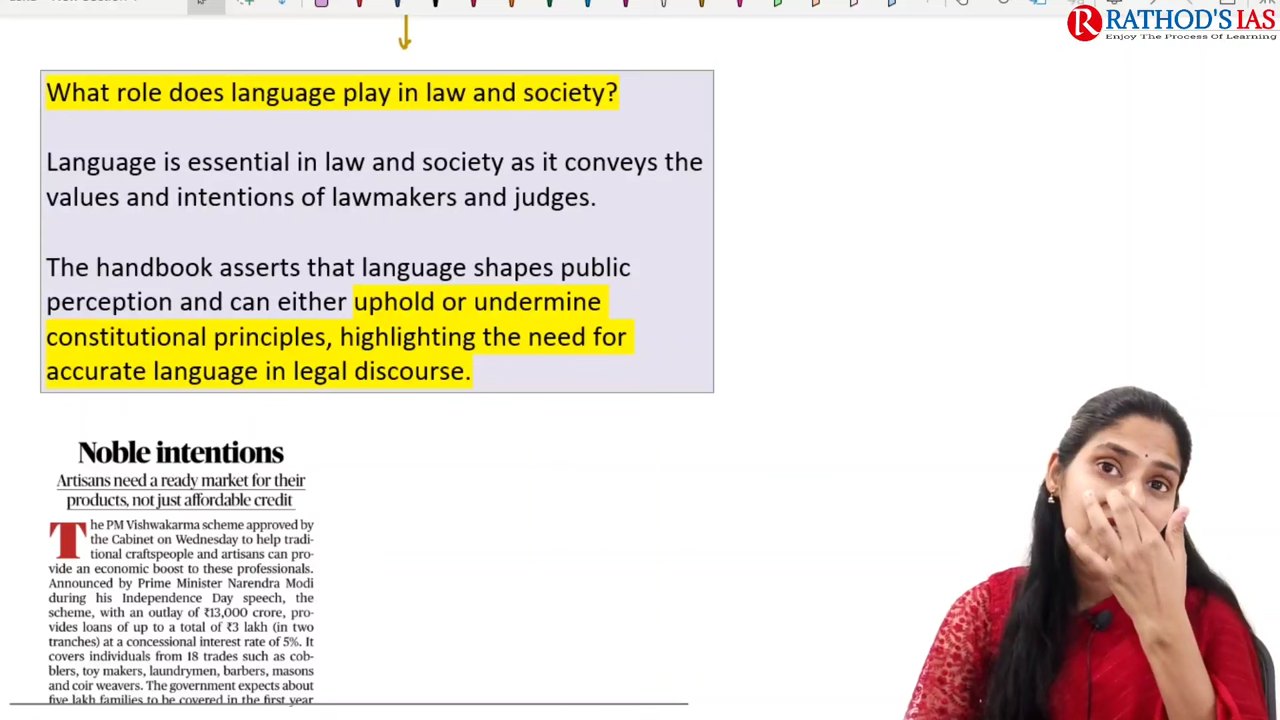 RATHOD'S IAS
Enjoy The Process Of Learning
What role does language play in law and society?
Language is essential in law and society as it conveys the
values and intentions of lawmakers and judges.
The handbook asserts that language shapes public
perception and can either uphold or undermine
constitutional principles, highlighting the need for
accurate language in legal discourse.
Noble intentions
Artisans need a ready market for their
products, not just affordable credit
The PM Vishwakarma scheme approved by
the Cabinet on Wednesday to help tradi-
tional craftspeople and artisans can pro-
vide an economic boost to these professionals.
Announced by Prime Minister Narendra Modi
during his Independence Day speech, the
scheme, with an outlay of ₹13,000 crore, pro-
vides loans of up to a total of ₹3 lakh (in two
tranches) at a concessional interest rate of 5%. It
covers individuals from 18 trades such as cob-
blers, toy makers, laundrymen, barbers, masons
and coir weavers. The government expects about
five lakh families to be covered in the first year